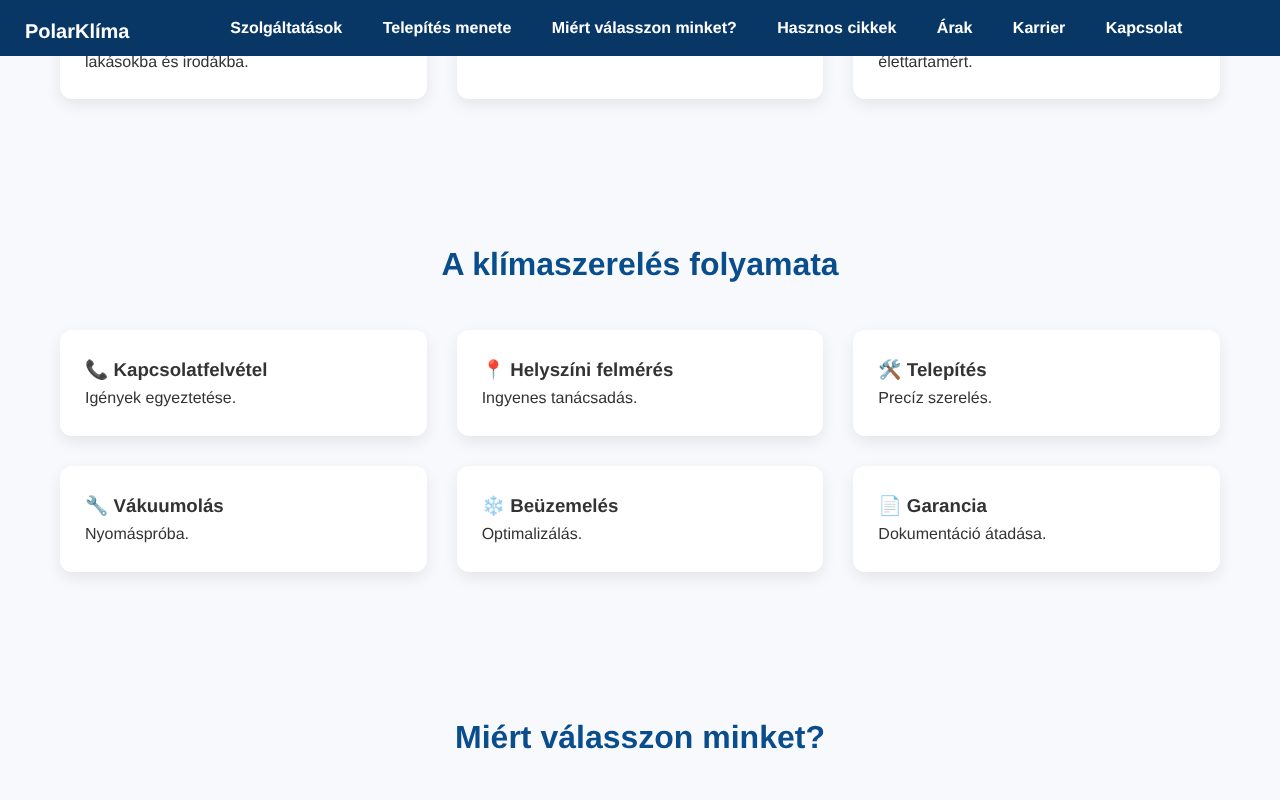 PolarKlíma
Szolgáltatások Telepítés menete Miért válasszon minket? Hasznos cikkek Árak Karrier Kapcsolat
lakásokba és irodákba.
élettartamért.
A klímaszerelés folyamata
📞 Kapcsolatfelvétel
Igények egyeztetése.
📍 Helyszíni felmérés
Ingyenes tanácsadás.
🛠️ Telepítés
Precíz szerelés.
🔧 Vákuumolás
Nyomáspróba.
❄️ Beüzemelés
Optimalizálás.
📄 Garancia
Dokumentáció átadása.
Miért válasszon minket?